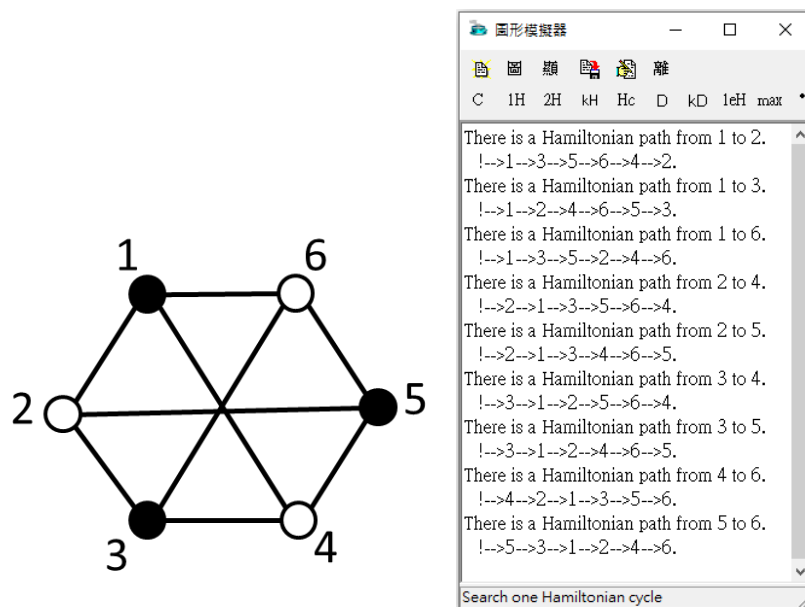 1
6
2
5
3
4
圖形模擬器
圖 顯 離
C 1H 2H kH Hc D kD 1eH max
There is a Hamiltonian path from 1 to 2.
!-->1-->3-->5-->6-->4-->2.
There is a Hamiltonian path from 1 to 3.
!-->1-->2-->4-->6-->5-->3.
There is a Hamiltonian path from 1 to 6.
!-->1-->3-->5-->2-->4-->6.
There is a Hamiltonian path from 2 to 4.
!-->2-->1-->3-->5-->6-->4.
There is a Hamiltonian path from 2 to 5.
!-->2-->1-->3-->4-->6-->5.
There is a Hamiltonian path from 3 to 4.
!-->3-->1-->2-->5-->6-->4.
There is a Hamiltonian path from 3 to 5.
!-->3-->1-->2-->4-->6-->5.
There is a Hamiltonian path from 4 to 6.
!-->4-->2-->1-->3-->5-->6.
There is a Hamiltonian path from 5 to 6.
!-->5-->3-->1-->2-->4-->6.
Search one Hamiltonian cycle